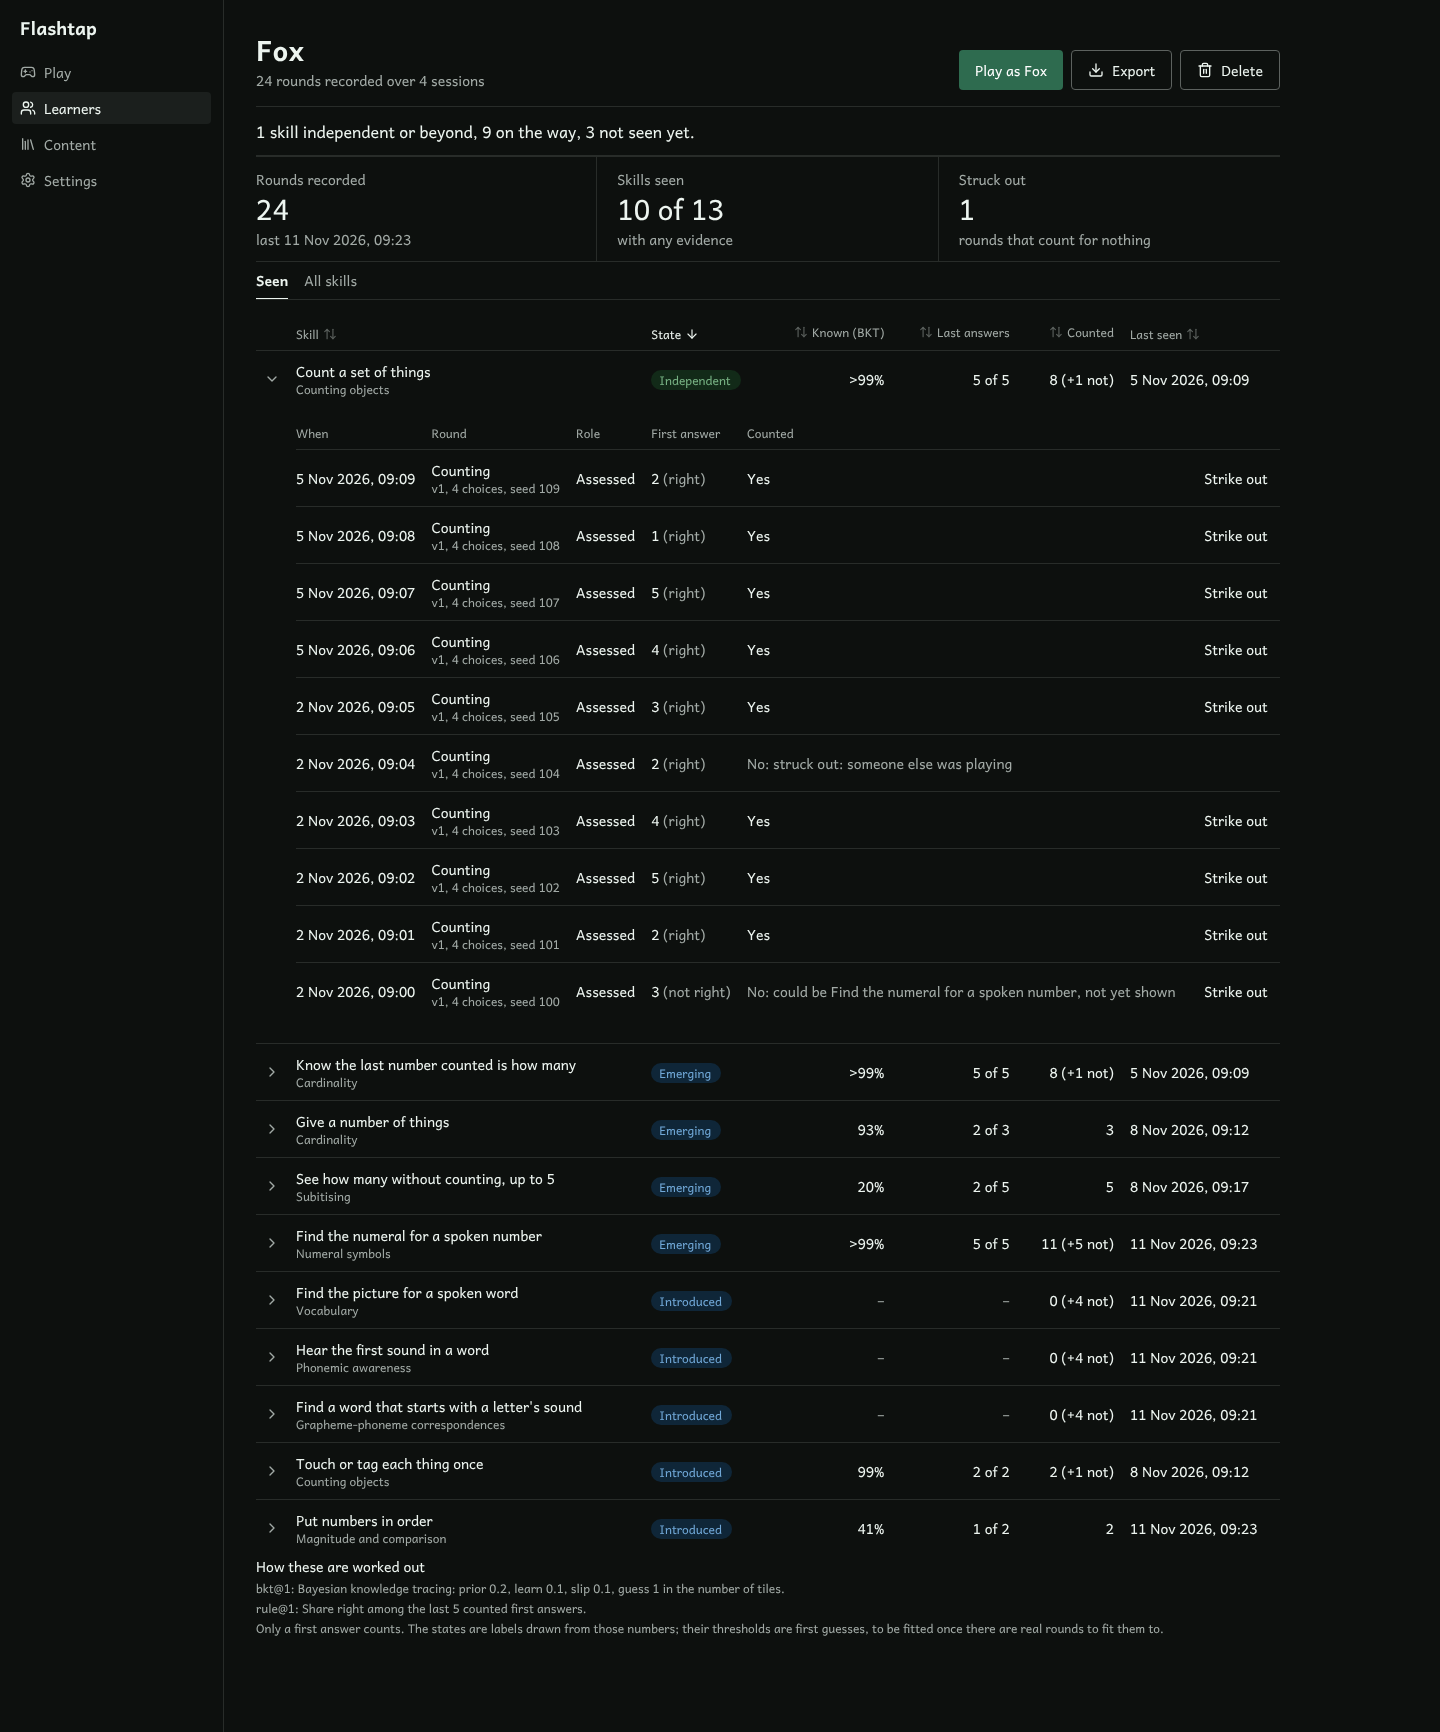 Flashtap
Play
Learners
Content
Settings
Fox
24 rounds recorded over 4 sessions
Play as Fox
Export
Delete
1 skill independent or beyond, 9 on the way, 3 not seen yet.
Rounds recorded
24
last 11 Nov 2026, 09:23
Skills seen
10 of 13
with any evidence
Struck out
1
rounds that count for nothing
Seen All skills
Skill State Known (BKT) Last answers Counted Last seen
Count a set of things
Counting objects
Independent >99% 5 of 5 8 (+1 not) 5 Nov 2026, 09:09
When Round Role First answer Counted
5 Nov 2026, 09:09 Counting Assessed 2 (right) Yes Strike out
v1, 4 choices, seed 109
5 Nov 2026, 09:08 Counting Assessed 1 (right) Yes Strike out
v1, 4 choices, seed 108
5 Nov 2026, 09:07 Counting Assessed 5 (right) Yes Strike out
v1, 4 choices, seed 107
5 Nov 2026, 09:06 Counting Assessed 4 (right) Yes Strike out
v1, 4 choices, seed 106
2 Nov 2026, 09:05 Counting Assessed 3 (right) Yes Strike out
v1, 4 choices, seed 105
2 Nov 2026, 09:04 Counting Assessed 2 (right) No: struck out: someone else was playing
v1, 4 choices, seed 104
2 Nov 2026, 09:03 Counting Assessed 4 (right) Yes Strike out
v1, 4 choices, seed 103
2 Nov 2026, 09:02 Counting Assessed 5 (right) Yes Strike out
v1, 4 choices, seed 102
2 Nov 2026, 09:01 Counting Assessed 2 (right) Yes Strike out
v1, 4 choices, seed 101
2 Nov 2026, 09:00 Counting Assessed 3 (not right) No: could be Find the numeral for a spoken number, not yet shown Strike out
v1, 4 choices, seed 100
Know the last number counted is how many
Cardinality
Emerging >99% 5 of 5 8 (+1 not) 5 Nov 2026, 09:09
Give a number of things
Cardinality
Emerging 93% 2 of 3 3 8 Nov 2026, 09:12
See how many without counting, up to 5
Subitising
Emerging 20% 2 of 5 5 8 Nov 2026, 09:17
Find the numeral for a spoken number
Numeral symbols
Emerging >99% 5 of 5 11 (+5 not) 11 Nov 2026, 09:23
Find the picture for a spoken word
Vocabulary
Introduced – – 0 (+4 not) 11 Nov 2026, 09:21
Hear the first sound in a word
Phonemic awareness
Introduced – – 0 (+4 not) 11 Nov 2026, 09:21
Find a word that starts with a letter's sound
Grapheme-phoneme correspondences
Introduced – – 0 (+4 not) 11 Nov 2026, 09:21
Touch or tag each thing once
Counting objects
Introduced 99% 2 of 2 2 (+1 not) 8 Nov 2026, 09:12
Put numbers in order
Magnitude and comparison
Introduced 41% 1 of 2 2 11 Nov 2026, 09:23
How these are worked out
bkt@1: Bayesian knowledge tracing: prior 0.2, learn 0.1, slip 0.1, guess 1 in the number of tiles.
rule@1: Share right among the last 5 counted first answers.
Only a first answer counts. The states are labels drawn from those numbers; their thresholds are first guesses, to be fitted once there are real rounds to fit them to.